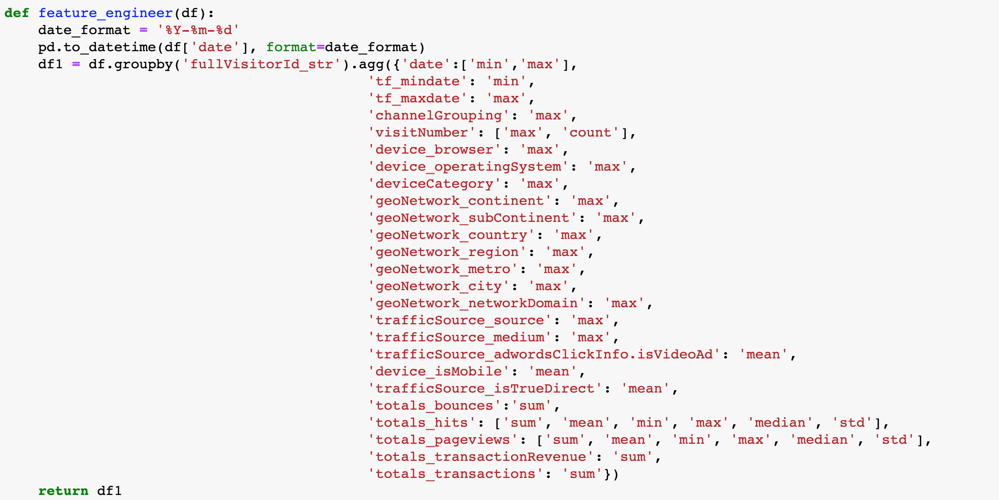 def feature_engineer(df):
    date_format = '%Y-%m-%d'
    pd.to_datetime(df['date'], format=date_format)
    df1 = df.groupby('fullVisitorId_str').agg({'date':['min','max'],
                                           'tf_mindate': 'min',
                                           'tf_maxdate': 'max',
                                           'channelGrouping': 'max',
                                           'visitNumber': ['max', 'count'],
                                           'device_browser': 'max',
                                           'device_operatingSystem': 'max',
                                           'deviceCategory': 'max',
                                           'geoNetwork_continent': 'max',
                                           'geoNetwork_subContinent': 'max',
                                           'geoNetwork_country': 'max',
                                           'geoNetwork_region': 'max',
                                           'geoNetwork_metro': 'max',
                                           'geoNetwork_city': 'max',
                                           'geoNetwork_networkDomain': 'max',
                                           'trafficSource_source': 'max',
                                           'trafficSource_medium': 'max',
                                           'trafficSource_adwordsClickInfo.isVideoAd': 'mean',
                                           'device_isMobile': 'mean',
                                           'trafficSource_isTrueDirect': 'mean',
                                           'totals_bounces':'sum',
                                           'totals_hits': ['sum', 'mean', 'min', 'max', 'median', 'std'],
                                           'totals_pageviews': ['sum', 'mean', 'min', 'max', 'median', 'std'],
                                           'totals_transactionRevenue': 'sum',
                                           'totals_transactions': 'sum'})
    return df1